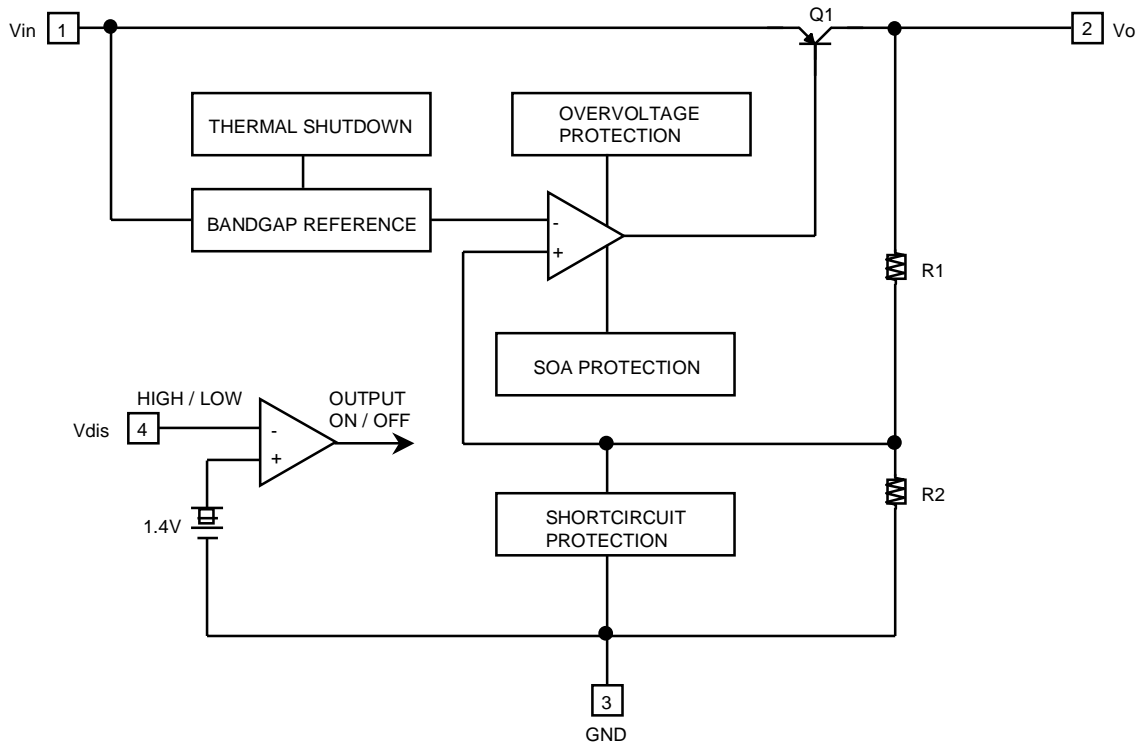 Q1
Vin 1
2 Vo
THERMAL SHUTDOWN
OVERVOLTAGE
PROTECTION
BANDGAP REFERENCE
-
+
R1
SOA PROTECTION
HIGH / LOW
OUTPUT
ON / OFF
Vdis 4
-
+
R2
1.4V
SHORTCIRCUIT
PROTECTION
3
GND